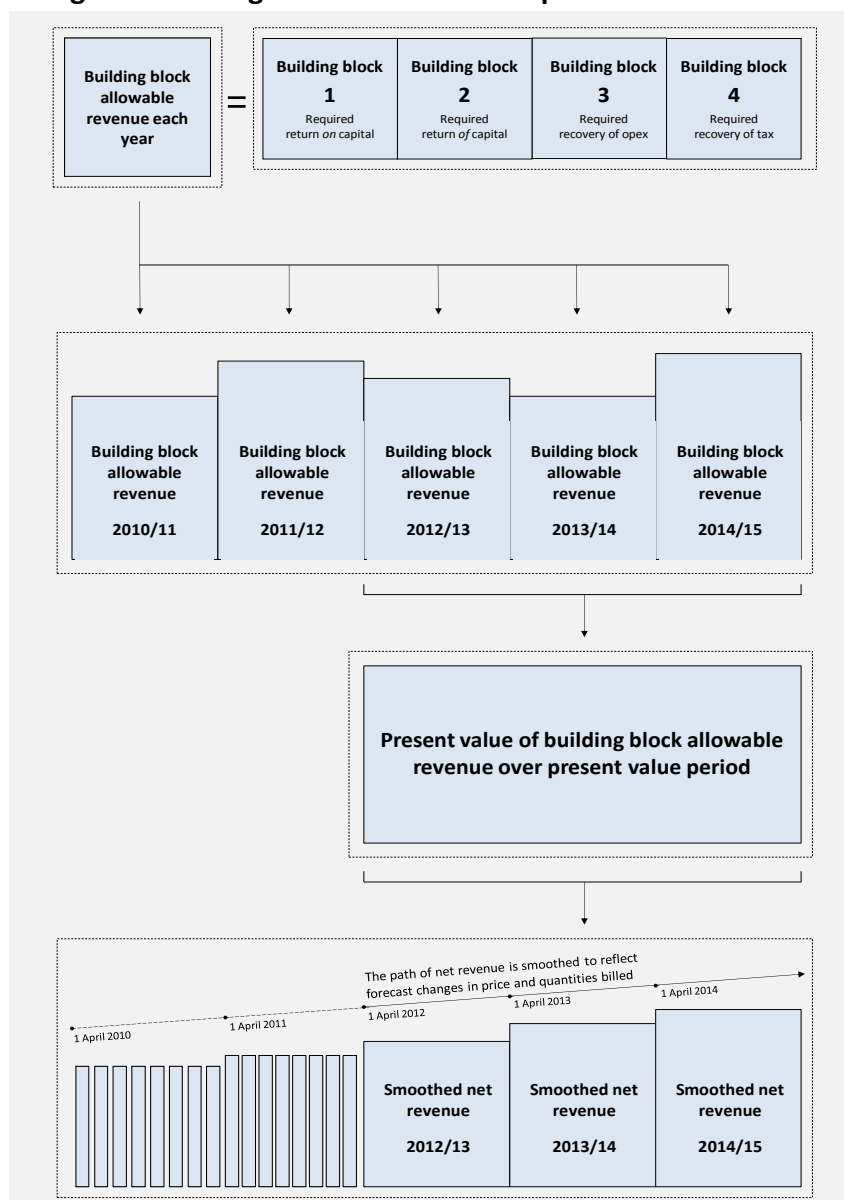 Building block
allowable
revenue each
year
=
Building block
1
Required
return on capital
Building block
2
Required
return of capital
Building block
3
Required
recovery of opex
Building block
4
Required
recovery of tax
Building block
allowable
revenue
2010/11
Building block
allowable
revenue
2011/12
Building block
allowable
revenue
2012/13
Building block
allowable
revenue
2013/14
Building block
allowable
revenue
2014/15
Present value of building block allowable
revenue over present value period
The path of net revenue is smoothed to reflect
forecast changes in price and quantities billed
1 April 2010
1 April 2011
1 April 2012
1 April 2013
1 April 2014
Smoothed net
revenue
2012/13
Smoothed net
revenue
2013/14
Smoothed net
revenue
2014/15